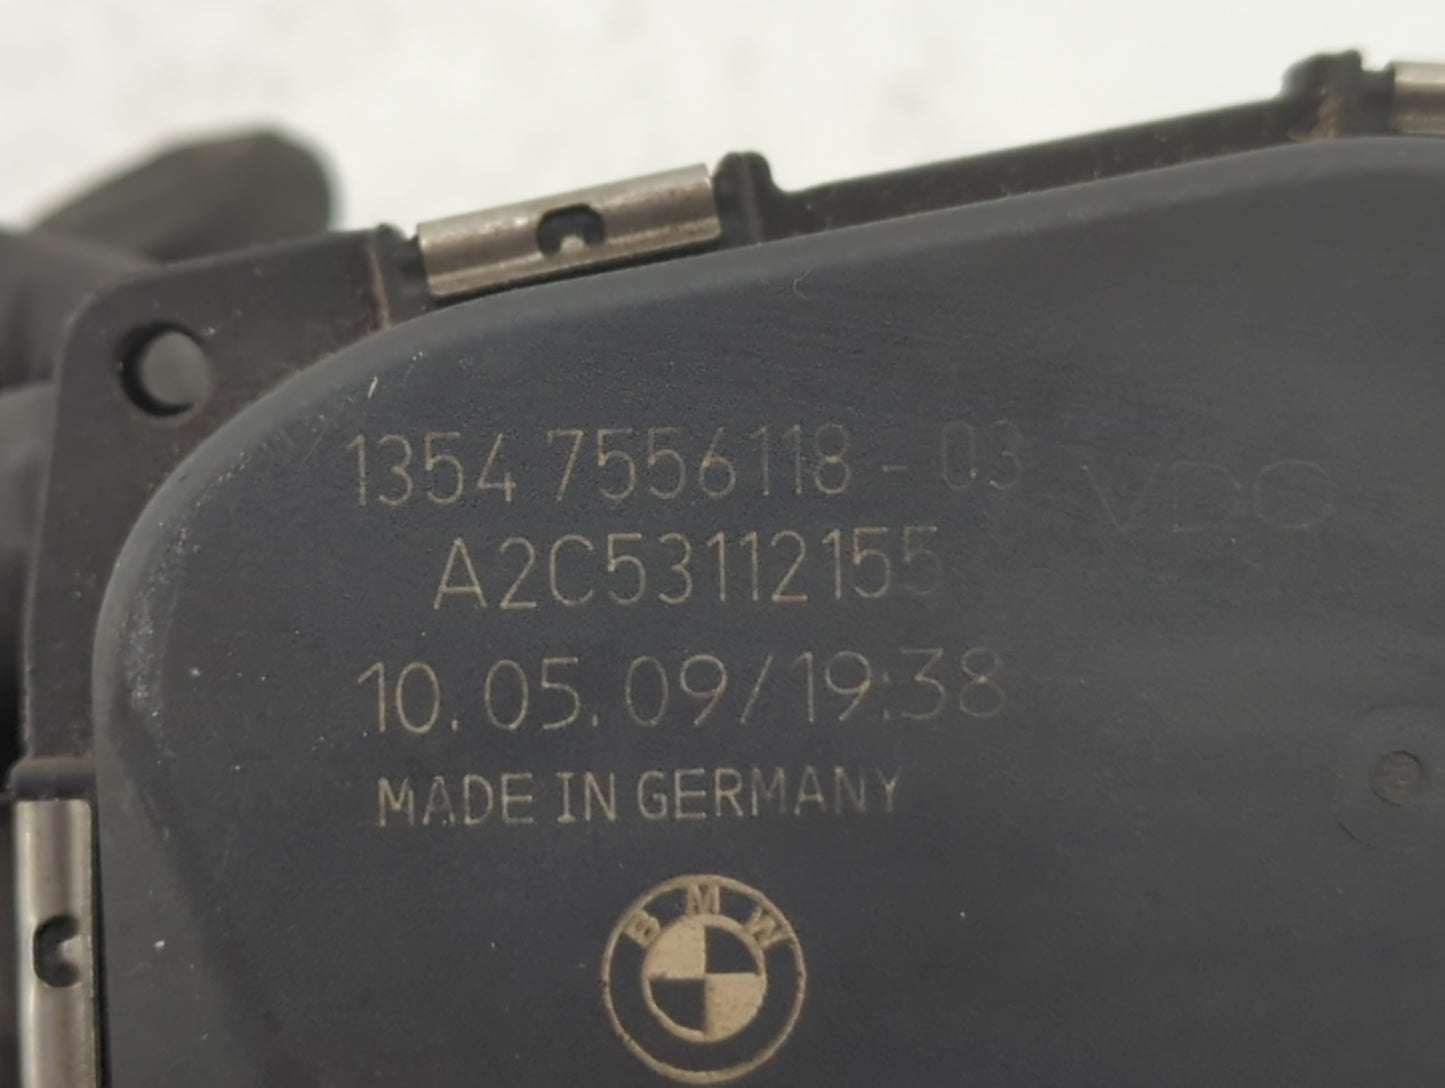 1354 7556118 - 03 VDO
A2C53112155
10.05.09/19:38
MADE IN GERMANY
BMW